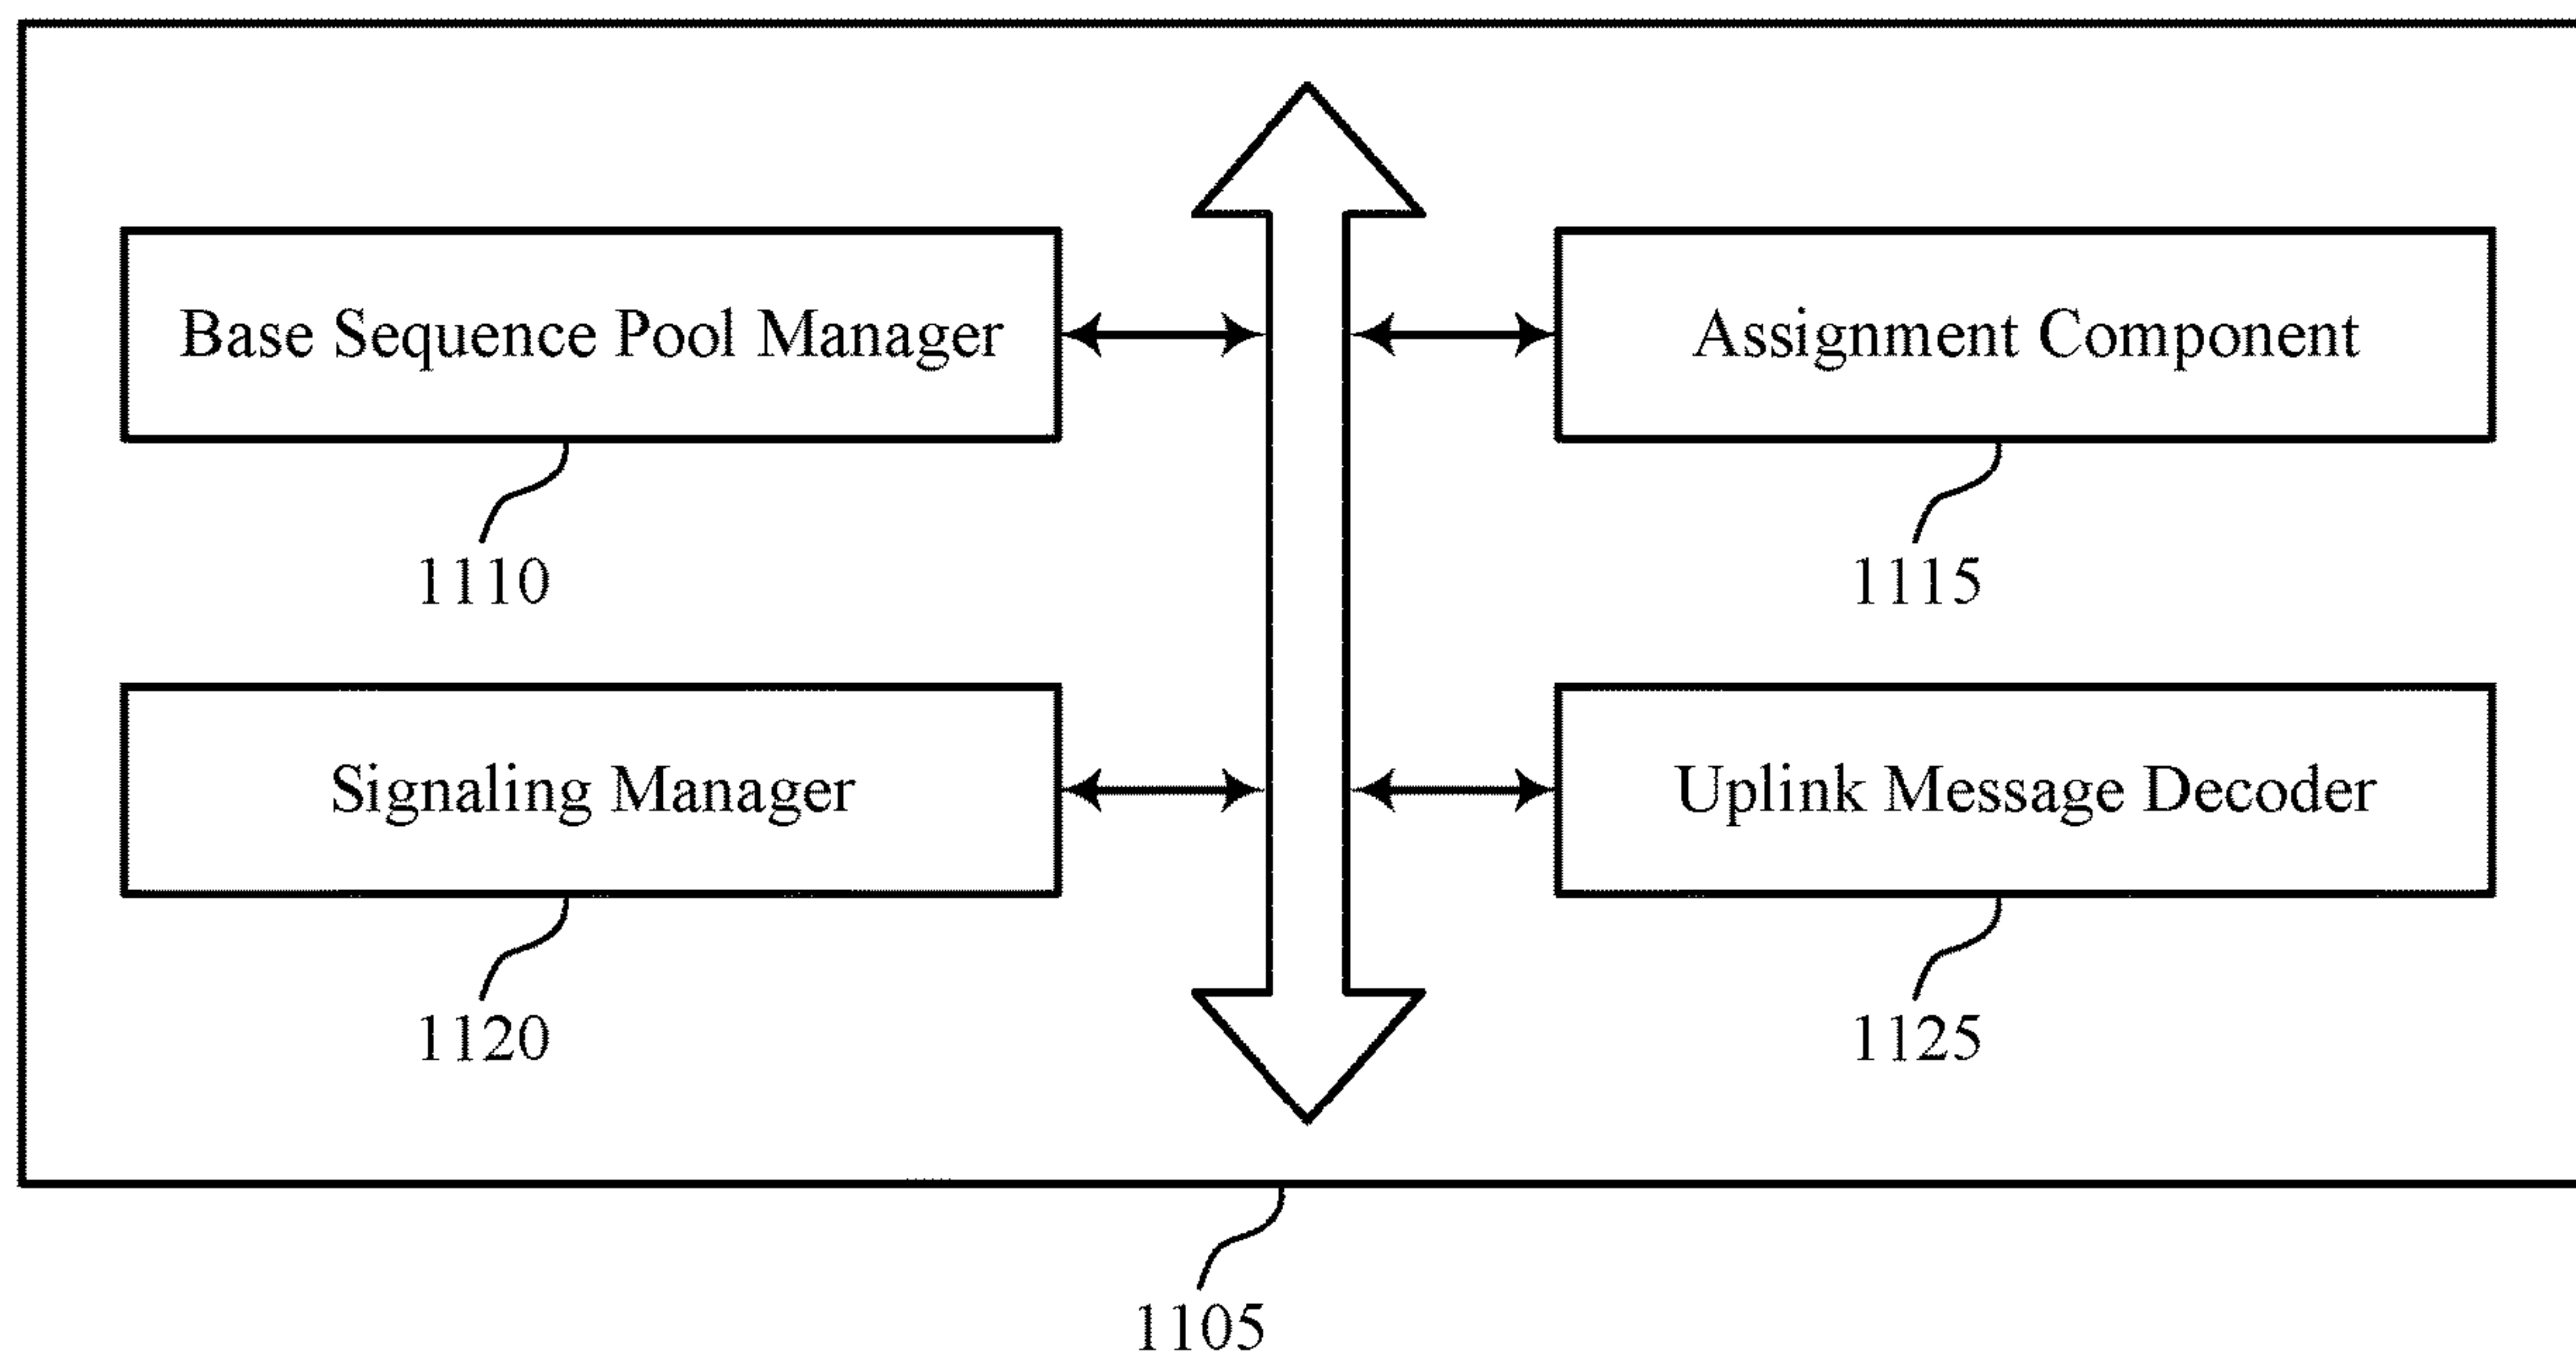 Base Sequence Pool Manager
Assignment Component
1110
1115
Signaling Manager
Uplink Message Decoder
1120
1125
1105